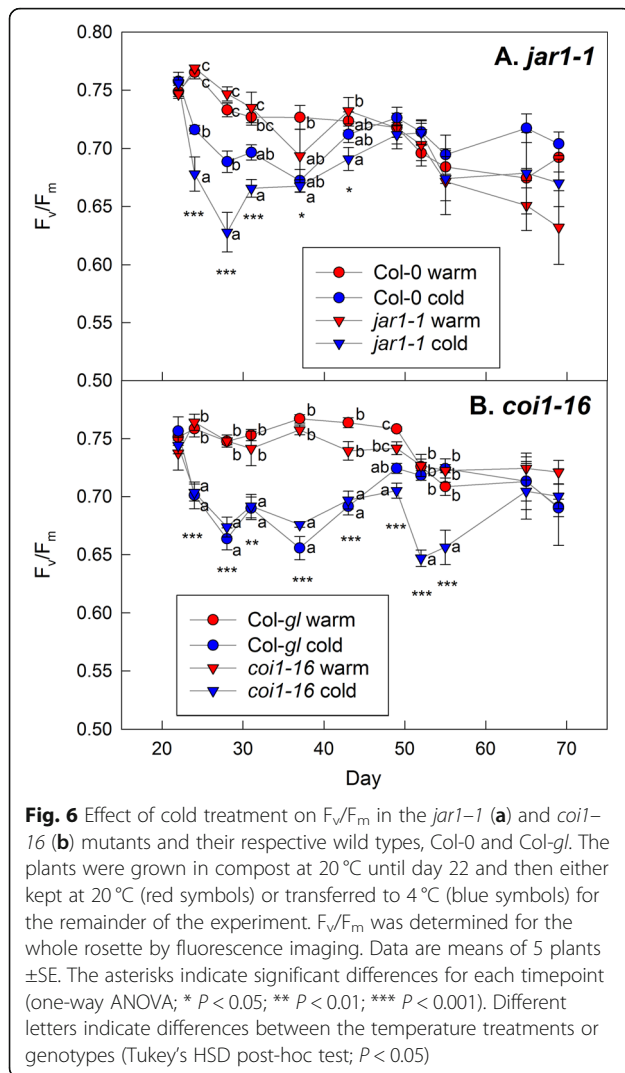 0.80
A. jar1-1
0.75
0.70
0.65
0.60
0.55
0.50
Fv/Fm
c
c
c
c
c
bc
b
b
ab
ab
ab
b
b
ab
ab
a
a
a
a
a
***
***
***
*
*
Col-0 warm
Col-0 cold
jar1-1 warm
jar1-1 cold
B. coi1-16
0.75
0.70
0.65
0.60
0.55
0.50
Fv/Fm
b
b
b
b
b
b
b
b
b
b
c
bc
ab
a
b
b
b
b
b
b
a
a
a
a
a
a
a
a
a
a
a
a
***
***
**
***
***
***
***
***
Col-gl warm
Col-gl cold
coi1-16 warm
coi1-16 cold
20 30 40 50 60 70
Day
Fig. 6 Effect of cold treatment on Fv/Fm in the jar1–1 (a) and coi1–
16 (b) mutants and their respective wild types, Col-0 and Col-gl. The
plants were grown in compost at 20 °C until day 22 and then either
kept at 20 °C (red symbols) or transferred to 4 °C (blue symbols) for
the remainder of the experiment. Fv/Fm was determined for the
whole rosette by fluorescence imaging. Data are means of 5 plants
±SE. The asterisks indicate significant differences for each timepoint
(one-way ANOVA; * P < 0.05; ** P < 0.01; *** P < 0.001). Different
letters indicate differences between the temperature treatments or
genotypes (Tukey's HSD post-hoc test; P < 0.05)